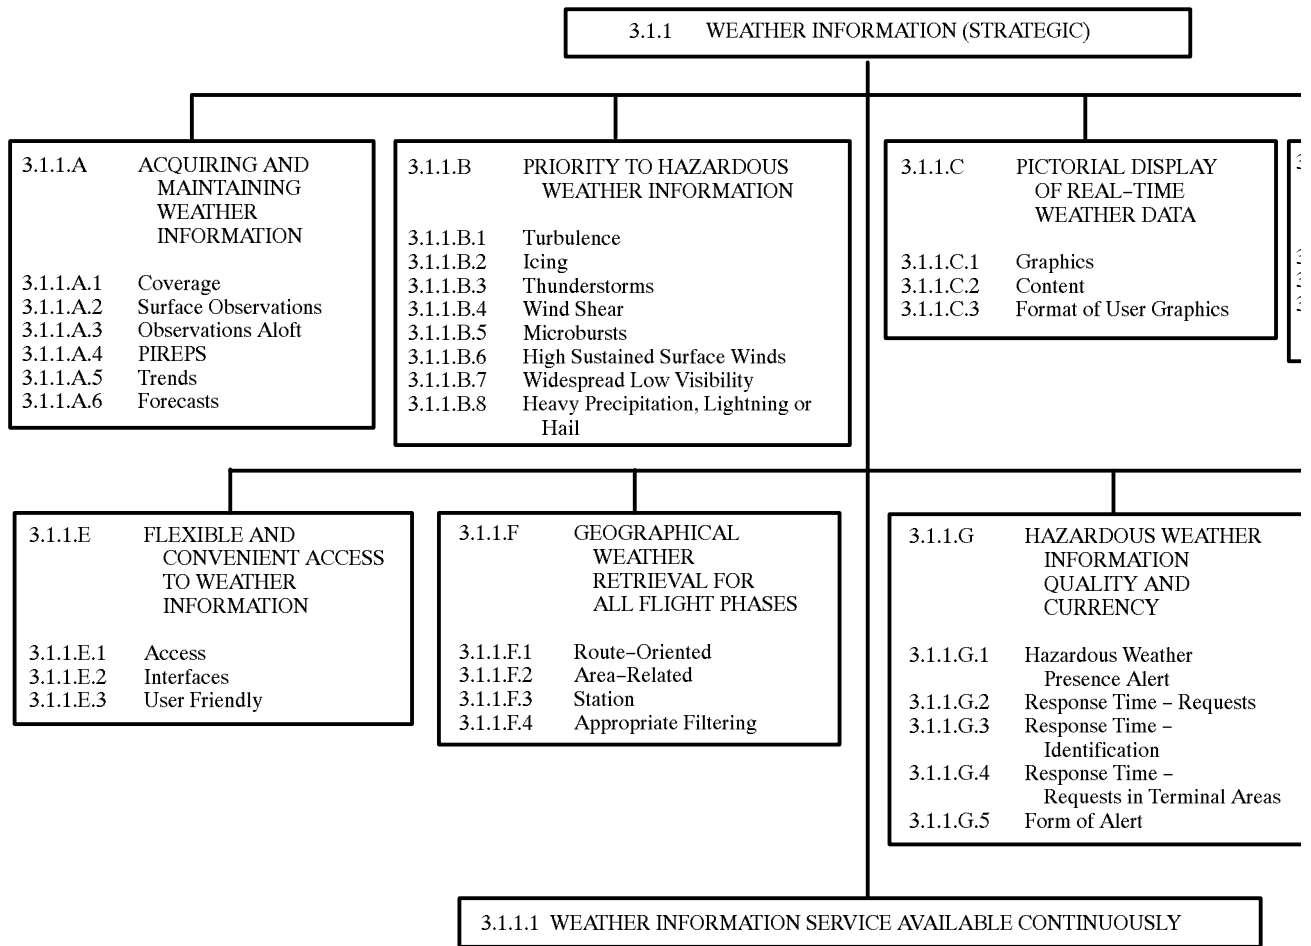 3.1.1 WEATHER INFORMATION (STRATEGIC)
3.1.1.A ACQUIRING AND
MAINTAINING
WEATHER
INFORMATION
3.1.1.A.1 Coverage
3.1.1.A.2 Surface Observations
3.1.1.A.3 Observations Aloft
3.1.1.A.4 PIREPS
3.1.1.A.5 Trends
3.1.1.A.6 Forecasts
3.1.1.B PRIORITY TO HAZARDOUS
WEATHER INFORMATION
3.1.1.B.1 Turbulence
3.1.1.B.2 Icing
3.1.1.B.3 Thunderstorms
3.1.1.B.4 Wind Shear
3.1.1.B.5 Microbursts
3.1.1.B.6 High Sustained Surface Winds
3.1.1.B.7 Widespread Low Visibility
3.1.1.B.8 Heavy Precipitation, Lightning or
Hail
3.1.1.C PICTORIAL DISPLAY
OF REAL–TIME
WEATHER DATA
3.1.1.C.1 Graphics
3.1.1.C.2 Content
3.1.1.C.3 Format of User Graphics
3.1.1.E FLEXIBLE AND
CONVENIENT ACCESS
TO WEATHER
INFORMATION
3.1.1.E.1 Access
3.1.1.E.2 Interfaces
3.1.1.E.3 User Friendly
3.1.1.F GEOGRAPHICAL
WEATHER
RETRIEVAL FOR
ALL FLIGHT PHASES
3.1.1.F.1 Route–Oriented
3.1.1.F.2 Area–Related
3.1.1.F.3 Station
3.1.1.F.4 Appropriate Filtering
3.1.1.G HAZARDOUS WEATHER
INFORMATION
QUALITY AND
CURRENCY
3.1.1.G.1 Hazardous Weather
Presence Alert
3.1.1.G.2 Response Time – Requests
3.1.1.G.3 Response Time –
Identification
3.1.1.G.4 Response Time –
Requests in Terminal Areas
3.1.1.G.5 Form of Alert
3.1.1.1 WEATHER INFORMATION SERVICE AVAILABLE CONTINUOUSLY